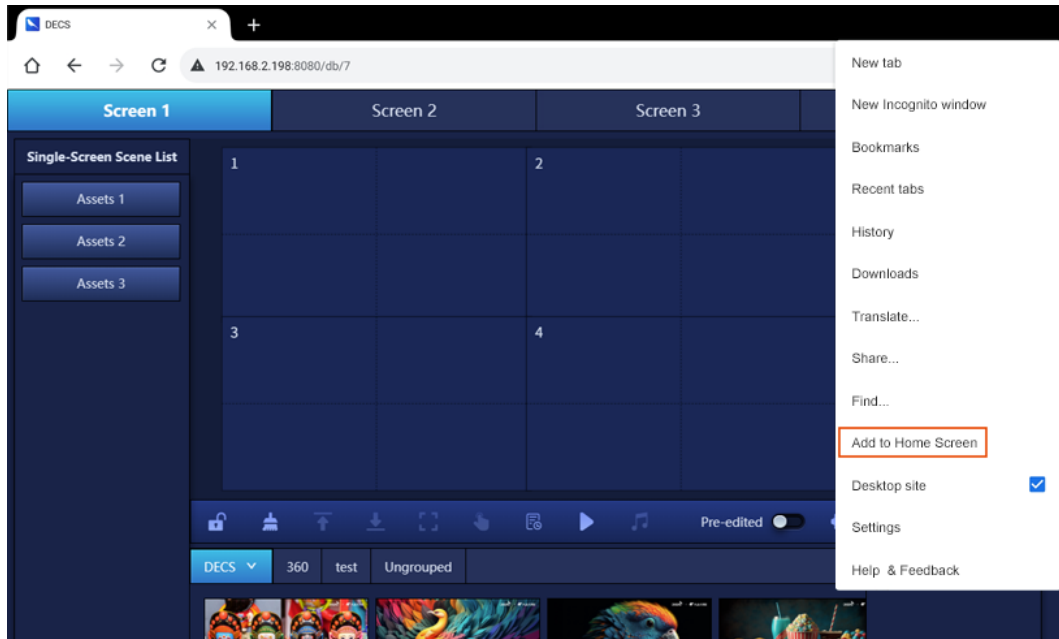 DECS
192.168.2.198:8080/db/7
Screen 1
Screen 2
Screen 3
Single-Screen Scene List
Assets 1
Assets 2
Assets 3
1
2
3
4
Pre-edited
DECS
360
test
Ungrouped
New tab
New Incognito window
Bookmarks
Recent tabs
History
Downloads
Translate...
Share...
Find...
Add to Home Screen
Desktop site
Settings
Help & Feedback